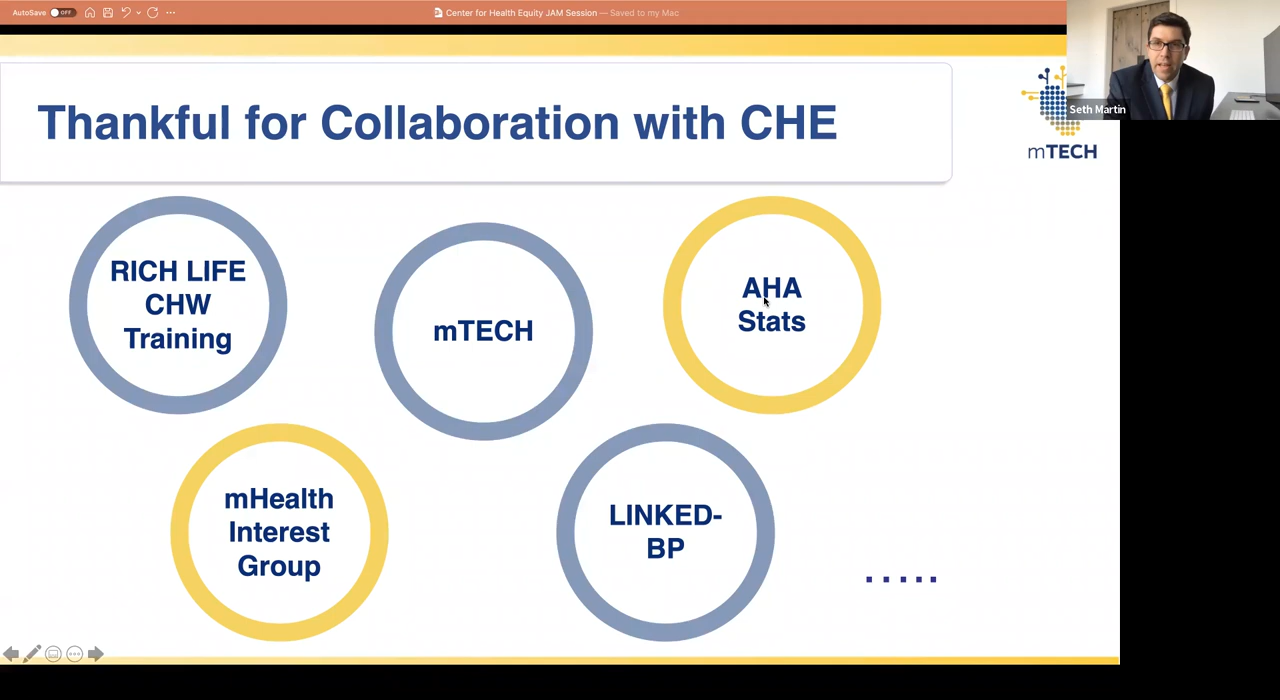 AutoSave OFF
Center for Health Equity JAM Session — Saved to my Mac
Seth Martin
mTECH
Thankful for Collaboration with CHE
RICH LIFE
CHW
Training
mTECH
AHA
Stats
mHealth
Interest
Group
LINKED-
BP
.....